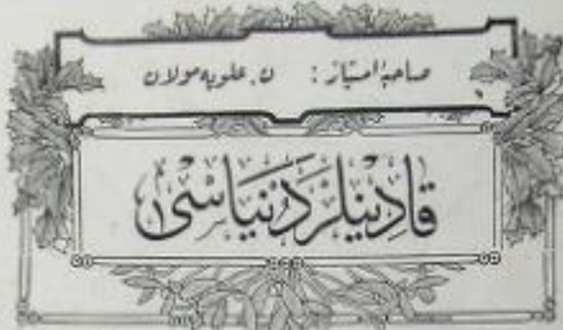 صاحبهٔ امتیاز : ن. علویه مولان
قادینلر دنیاسی